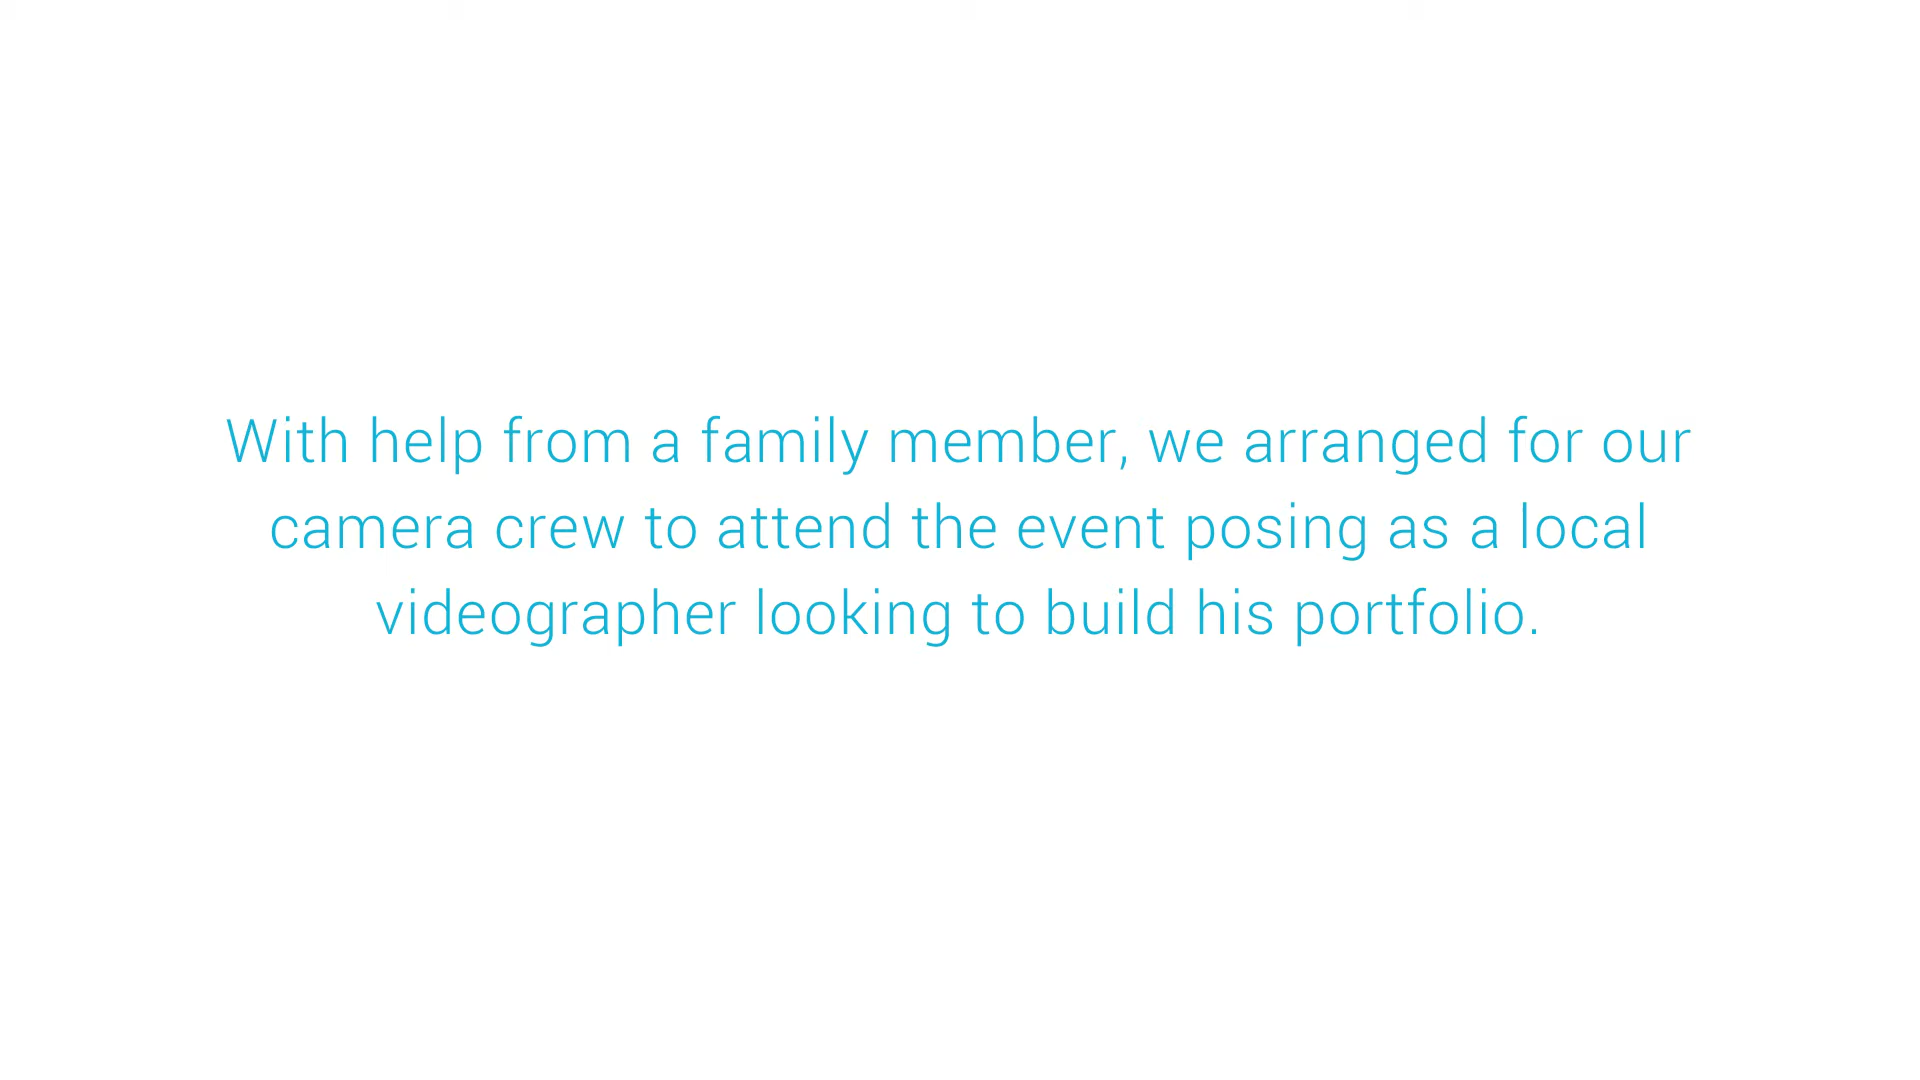 With help from a family member, we arranged for our
camera crew to attend the event posing as a local
videographer looking to build his portfolio.